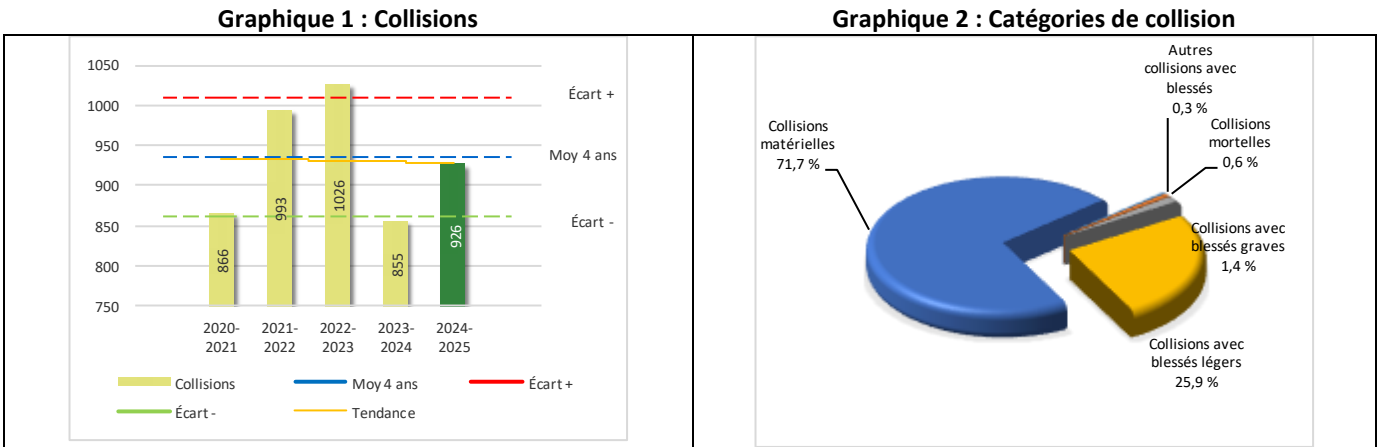 Graphique 1 : Collisions
1050
1000
950
900
850
800
750
Écart +
Moy 4 ans
Écart -
866
993
1026
855
926
2020-
2021
2021-
2022
2022-
2023
2023-
2024
2024-
2025
Collisions
Moy 4 ans
Écart +
Écart -
Tendance
Graphique 2 : Catégories de collision
Collisions
matérielles
71,7 %
Autres
collisions avec
blessés
0,3 %
Collisions
mortelles
0,6 %
Collisions avec
blessés graves
1,4 %
Collisions avec
blessés légers
25,9 %